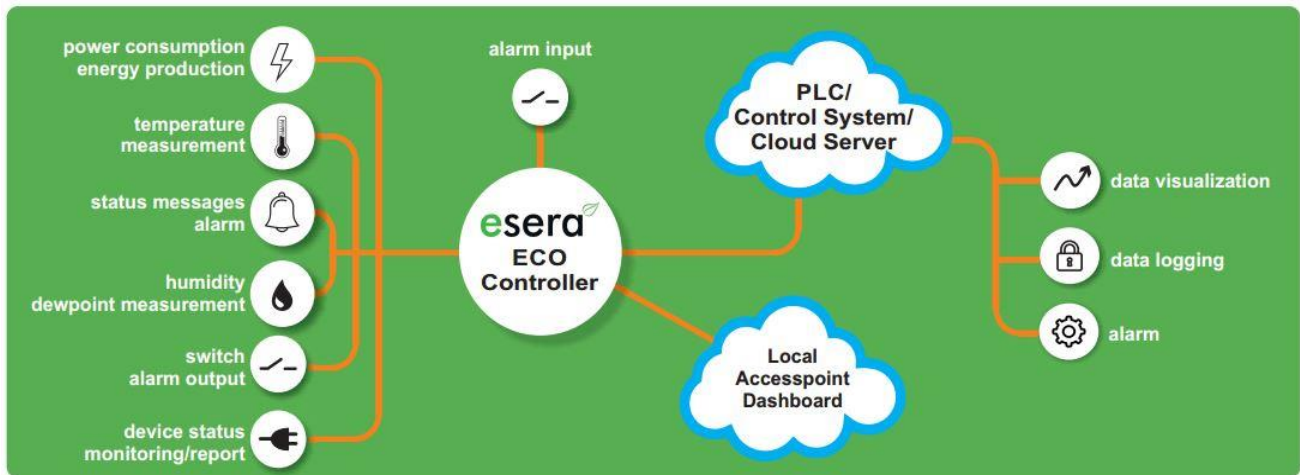 power consumption
energy production
temperature
measurement
status messages
alarm
humidity
dewpoint measurement
switch
alarm output
device status
monitoring/report
alarm input
esera
ECO
Controller
PLC/
Control System/
Cloud Server
Local
Accesspoint
Dashboard
data visualization
data logging
alarm